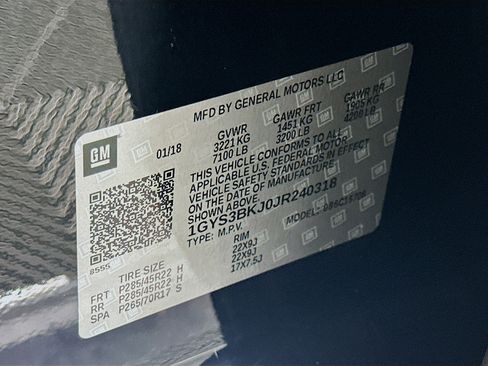 MFD BY GENERAL MOTORS LLC
GM
01/18
GVWR GAWR FRT GAWR RR
3221 KG 1451 KG 1905 KG
7100 LB 3200 LB 4200 LB
THIS VEHICLE CONFORMS TO ALL
APPLICABLE U.S. FEDERAL MOTOR
VEHICLE SAFETY STANDARDS IN EFFECT
ON THE DATE OF MANUFACTURE
SHOWN ABOVE.
1GYS3BKJ0JR240318
TYPE: M.P.V. MODEL:
8555
TIRE SIZE RIM
FRT P285/45R22 H 22X9J
RR P285/45R22 H 22X9J
SPA P265/70R17 S 17X7.5J